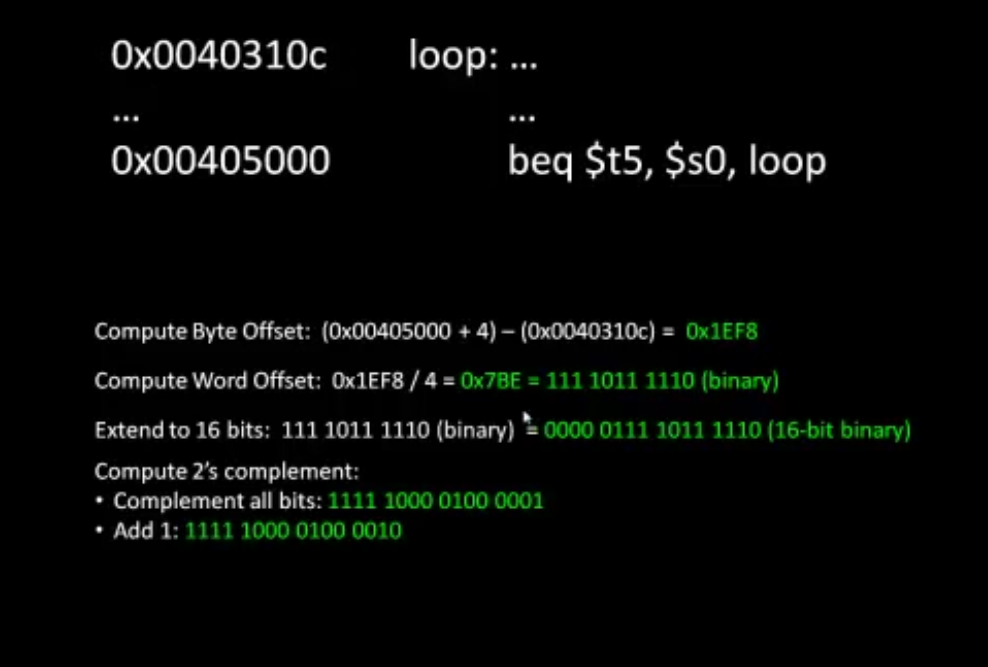 0x0040310c loop: ...
... ...
0x00405000 beq $t5, $s0, loop
Compute Byte Offset: (0x00405000 + 4) – (0x0040310c) = 0x1EF8
Compute Word Offset: 0x1EF8 / 4 = 0x7BE = 111 1011 1110 (binary)
Extend to 16 bits: 111 1011 1110 (binary) = 0000 0111 1011 1110 (16-bit binary)
Compute 2's complement:
• Complement all bits: 1111 1000 0100 0001
• Add 1: 1111 1000 0100 0010